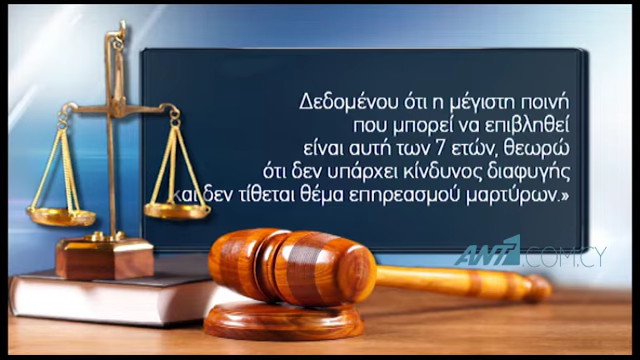 Δεδομένου ότι η μέγιστη ποινή
που μπορεί να επιβληθεί
είναι αυτή των 7 ετών, θεωρώ
ότι δεν υπάρχει κίνδυνος διαφυγής
και δεν τίθεται θέμα επηρεασμού μαρτύρων.»
ANT1.COM.CY